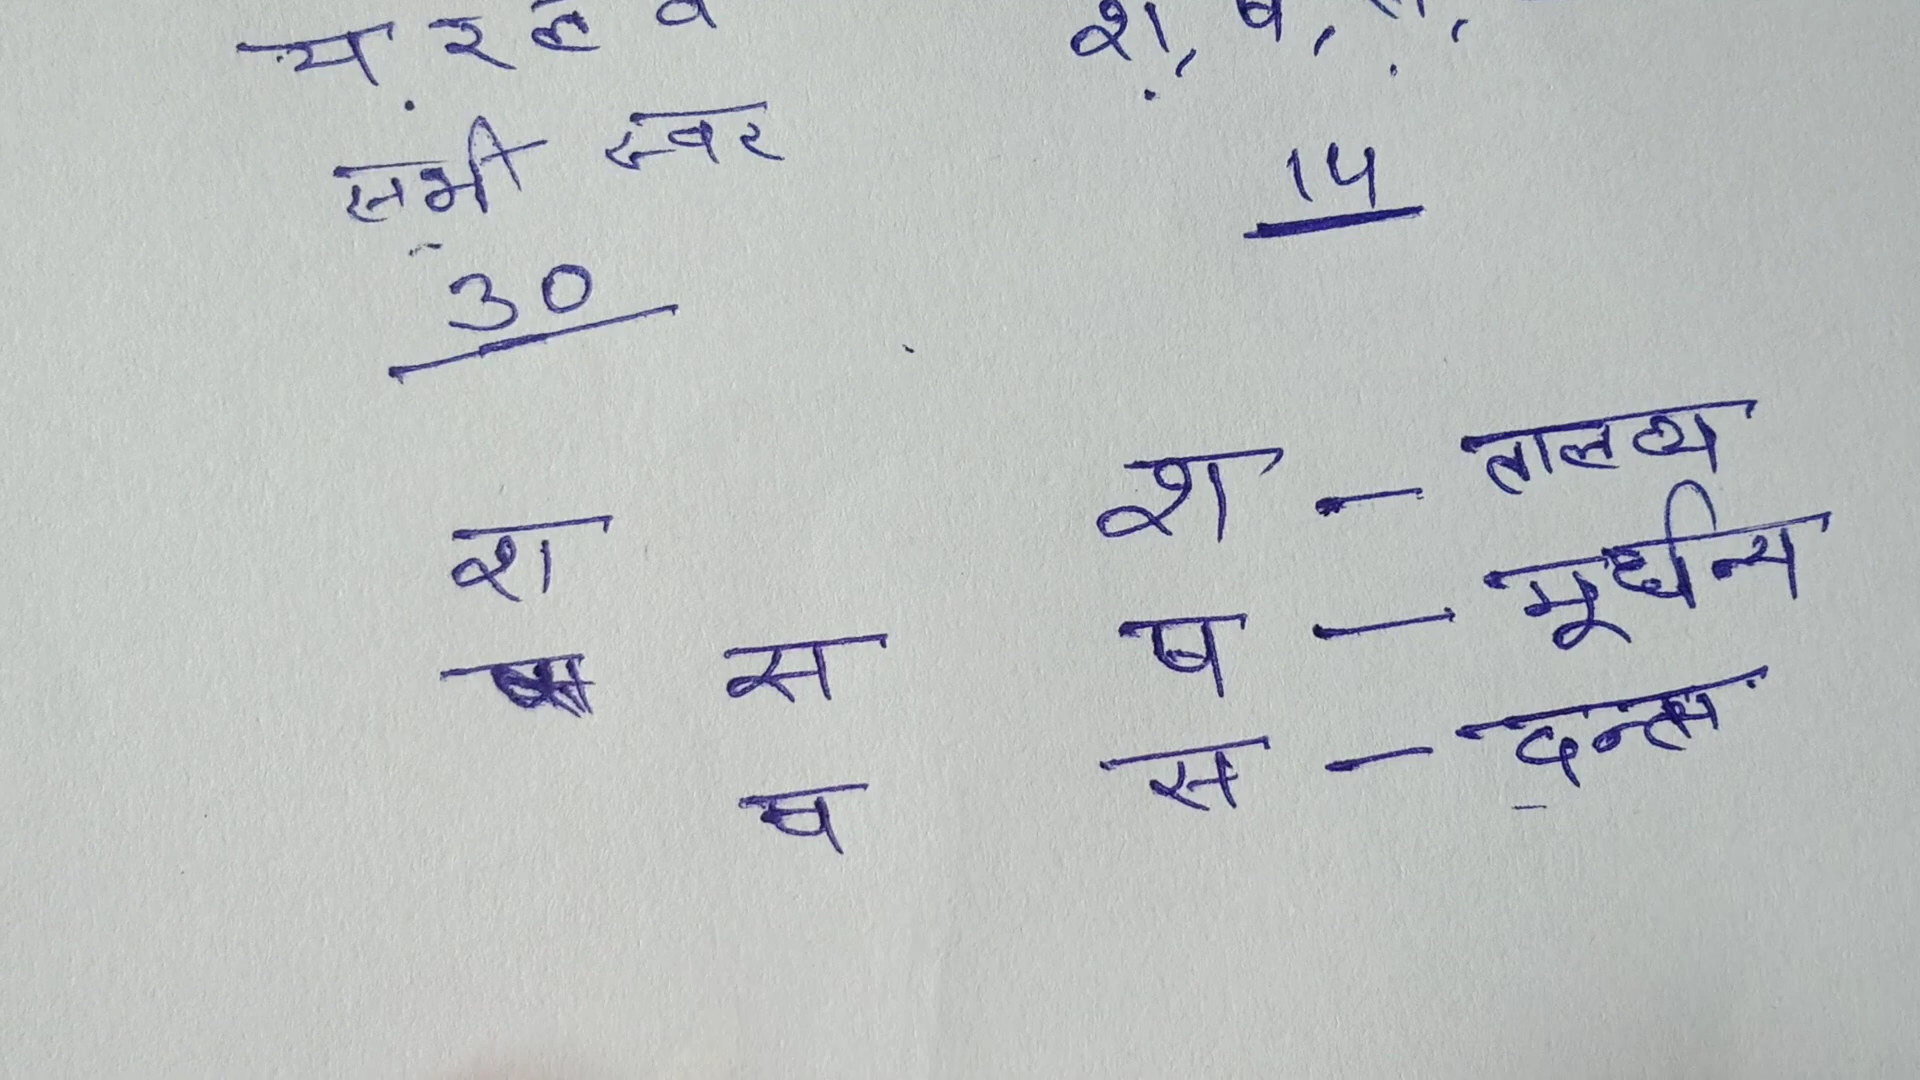 य र ल व श, ष,
सभी स्वर
14
30
श
स
ष
श - तालव्य
ष - मूर्धन्य
स - दन्त्य